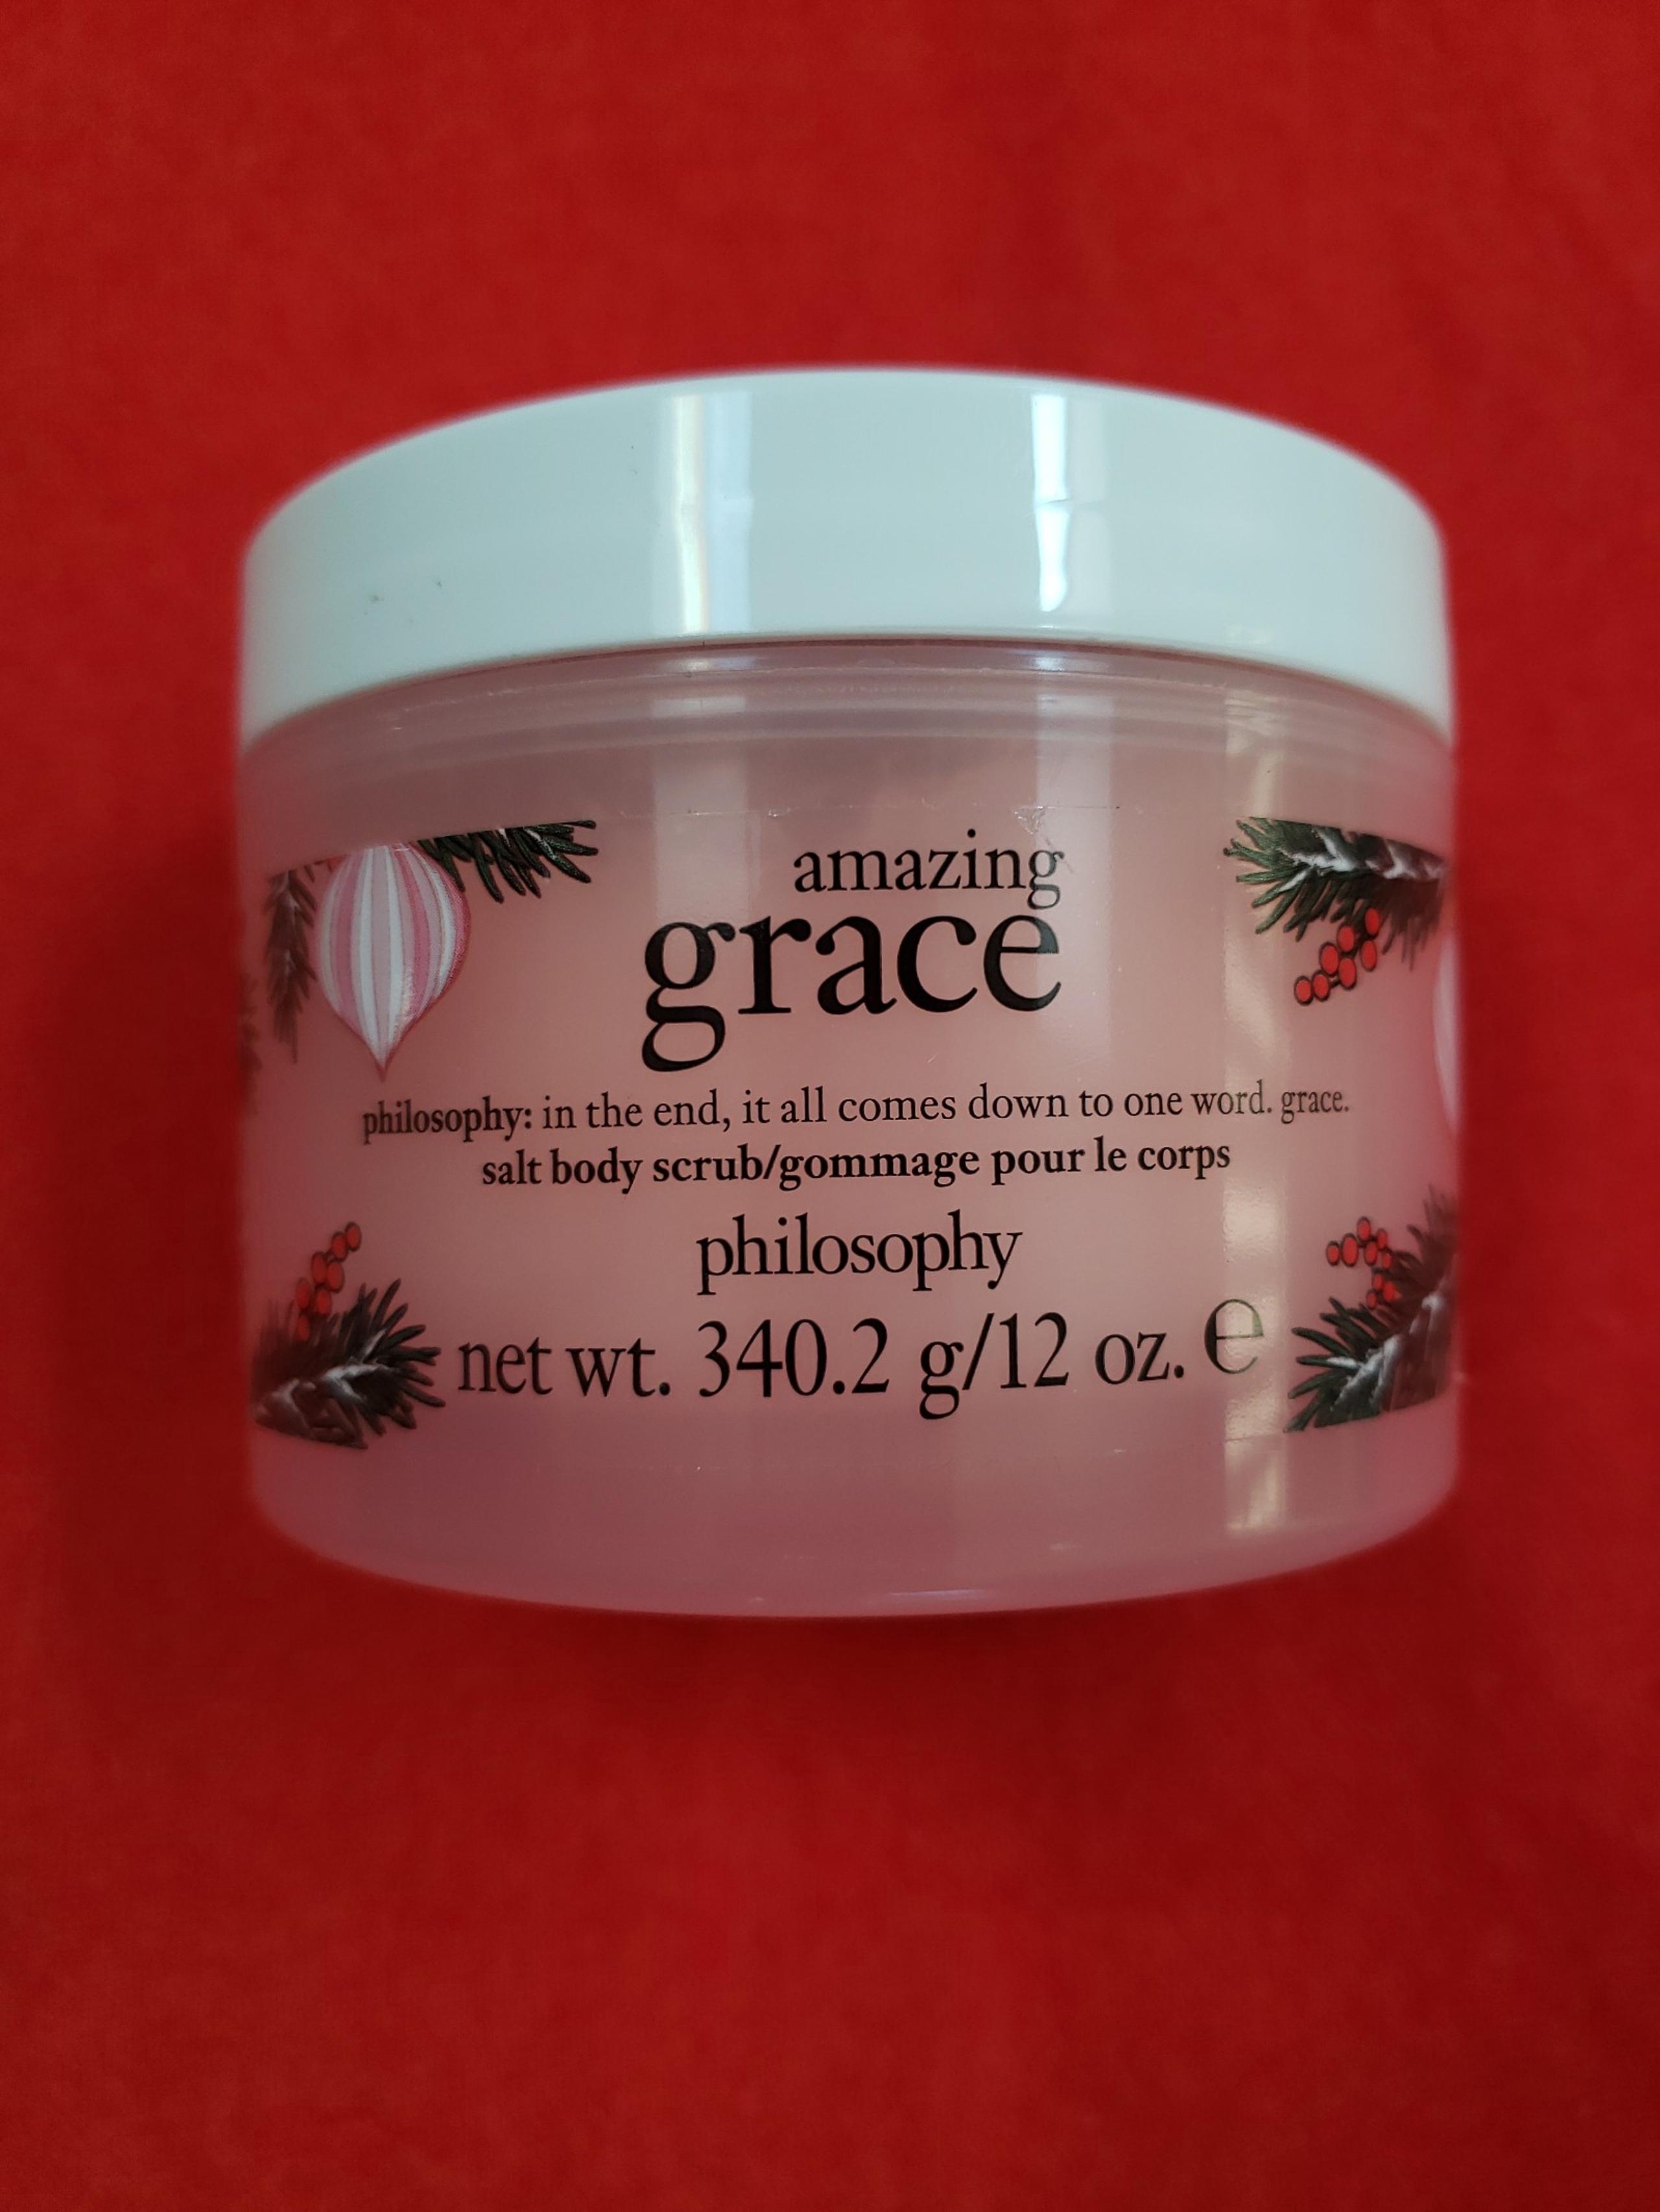 amazing
grace
philosophy: in the end, it all comes down to one word. grace.
salt body scrub/gommage pour le corps
philosophy
net wt. 340.2 g/12 oz. ℮